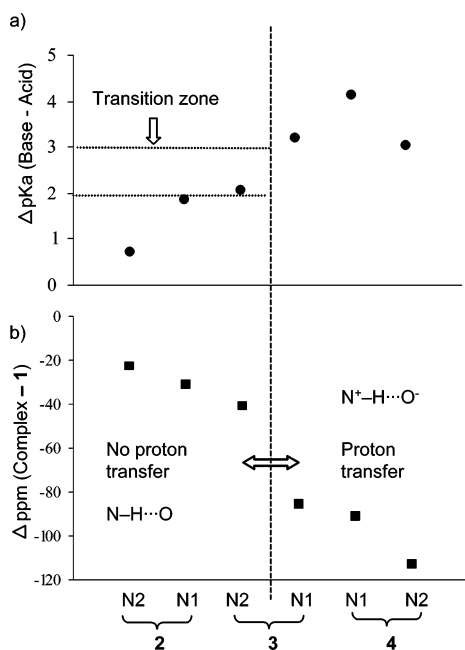 a)
ΔpKa (Base - Acid)
5
4
3
2
1
0
Transition zone
b)
Δ ppm (Complex – 1)
0
-20
-40
-60
-80
-100
-120
N⁺–H···O⁻
No proton
transfer
Proton
transfer
N–H···O
N2 N1 N2 N1 N1 N2
2 3 4